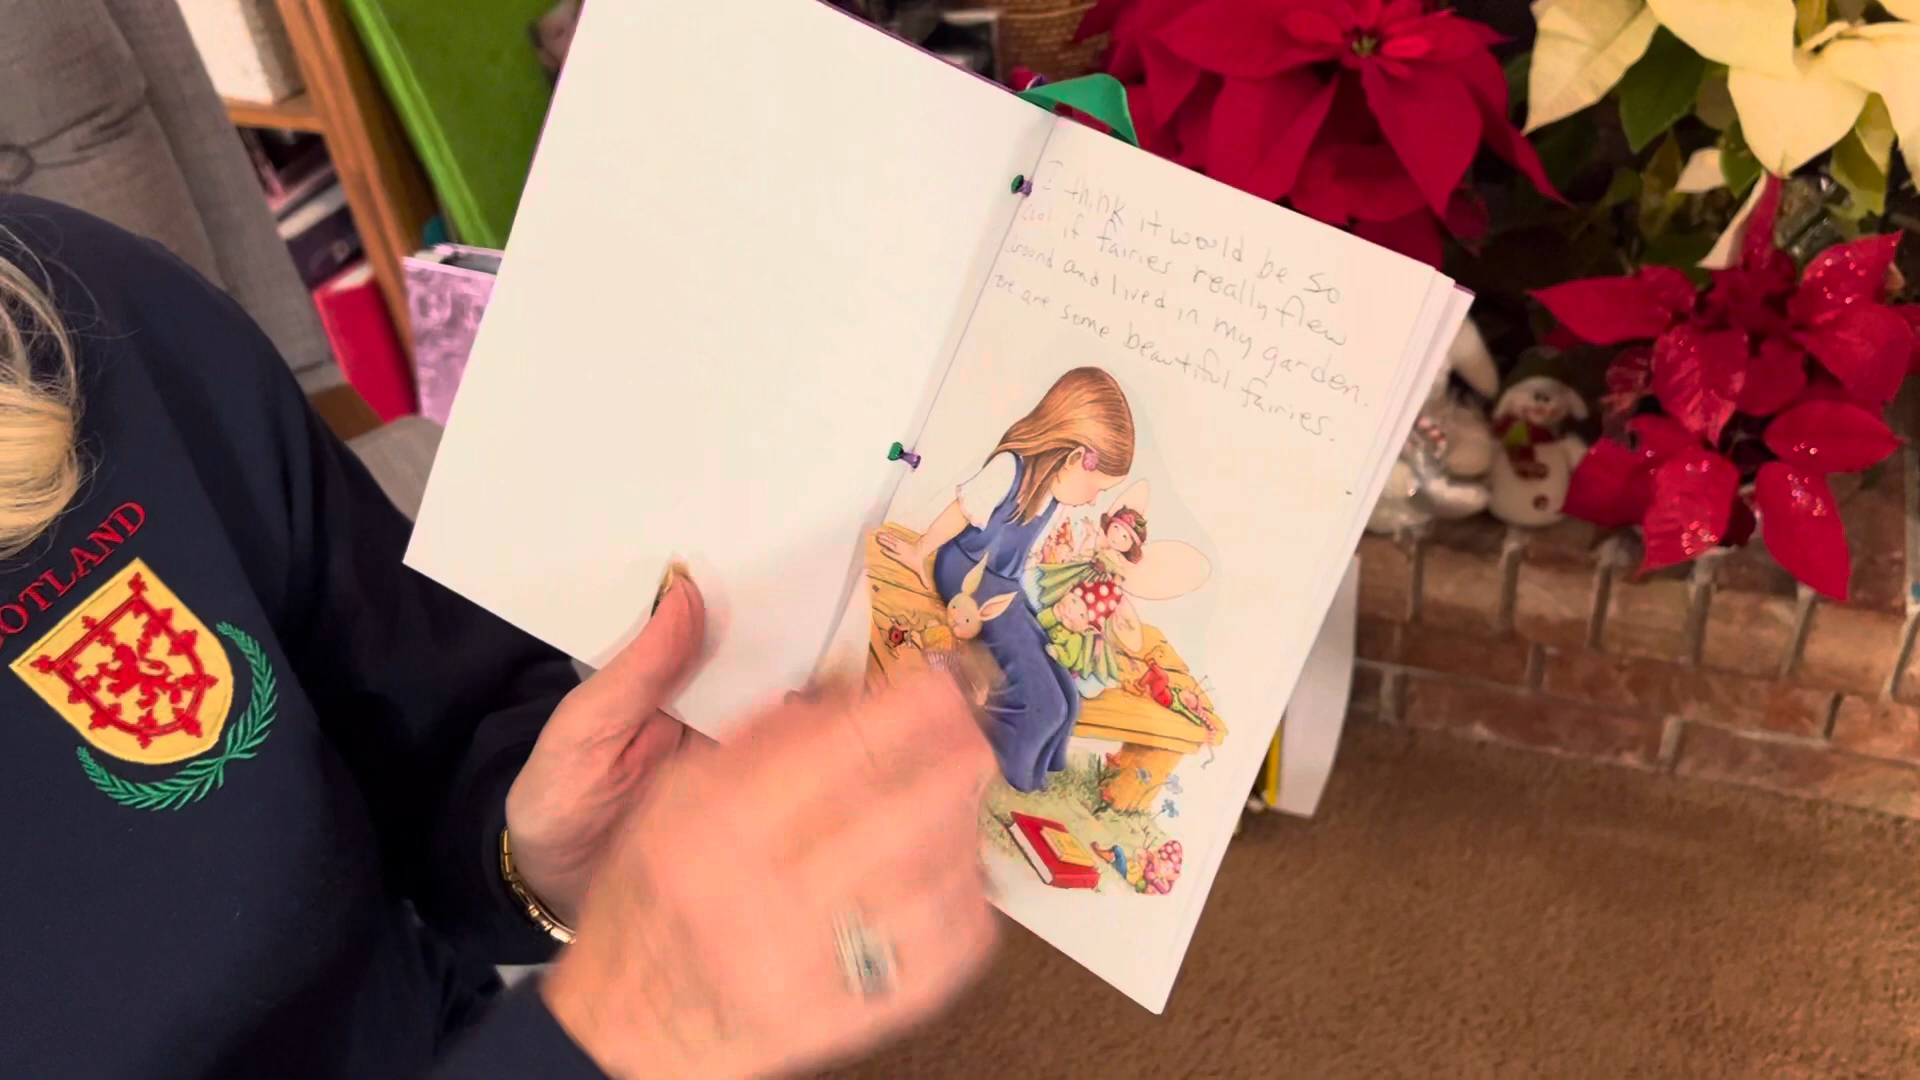 I think it would be so
cool if fairies really flew
around and lived in my garden.
are some beautiful fairies.
OTLAND